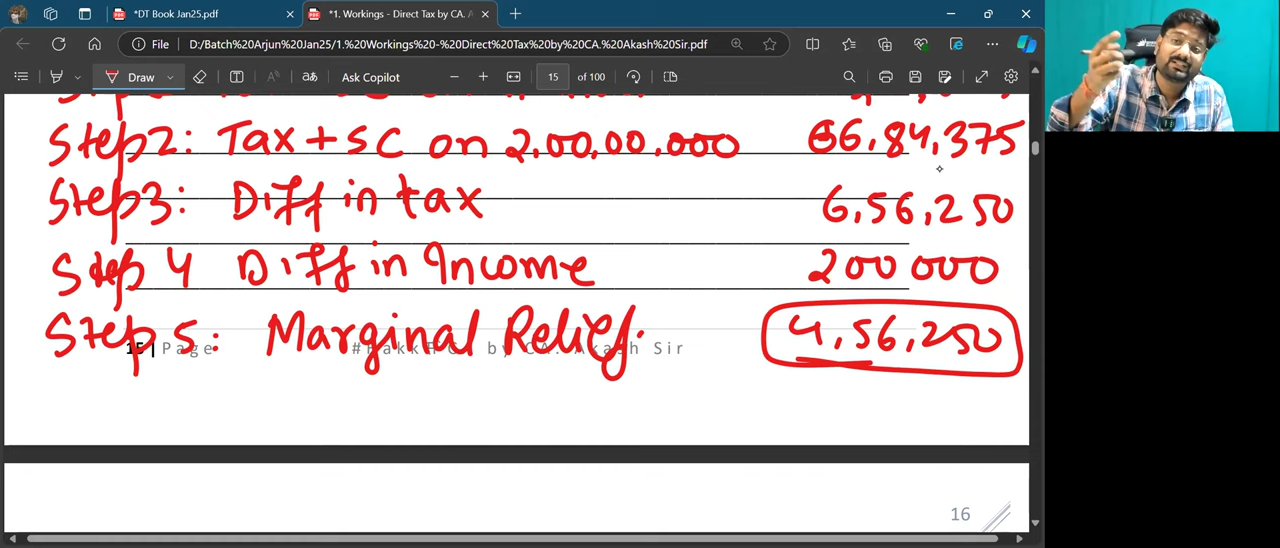 *DT Book Jan25.pdf
*1. Workings - Direct Tax by CA. A
File D:/Batch%20Arjun%20Jan25/1.%20Workings%20-%20Direct%20Tax%20by%20CA.%20Akash%20Sir.pdf
Draw
aあ
Ask Copilot
15 of 100
Step2: Tax + SC on 2,00,00,000 66,84,375
Step3: Diff in tax 6,56,250
Step 4 Diff in Income 200000
Step 5: Marginal Relief. 4,56,250
15 | Page by CA. Akash Sir
16